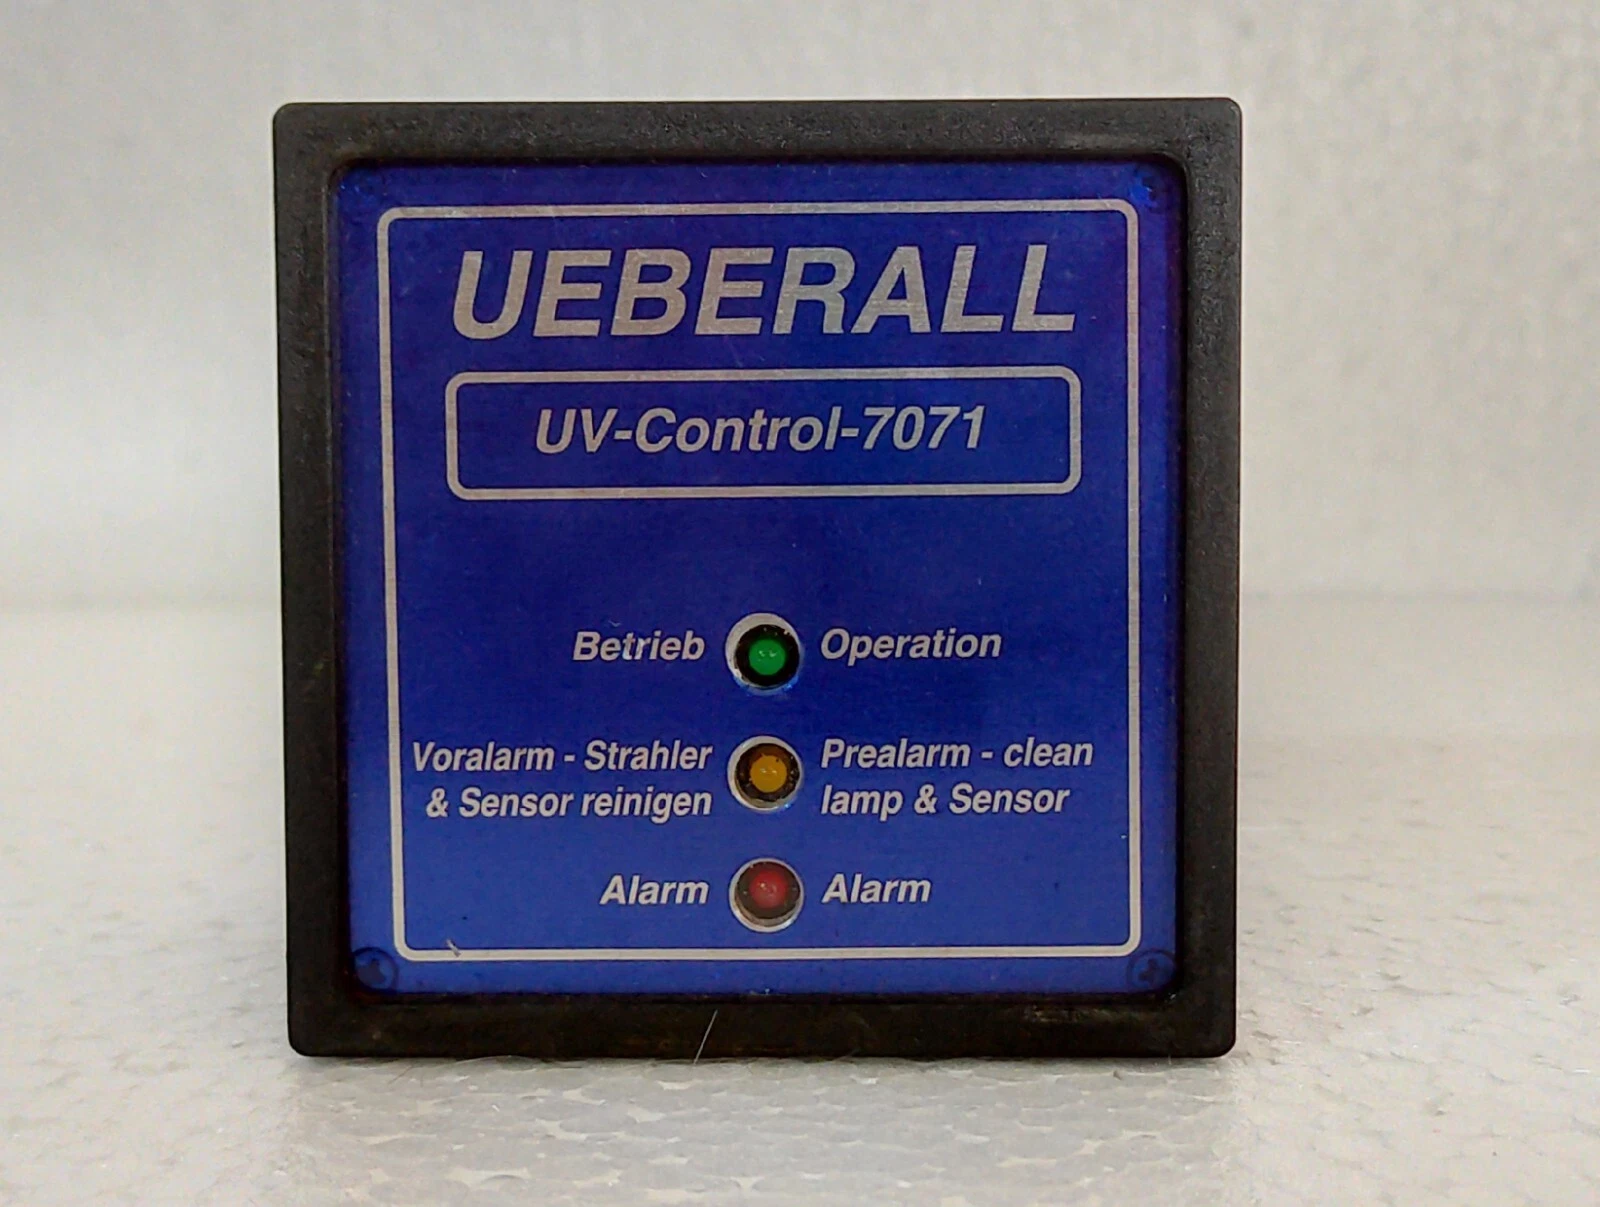 UEBERALL
UV-Control-7071
Betrieb Operation
Voralarm - Strahler Prealarm - clean
& Sensor reinigen lamp & Sensor
Alarm Alarm